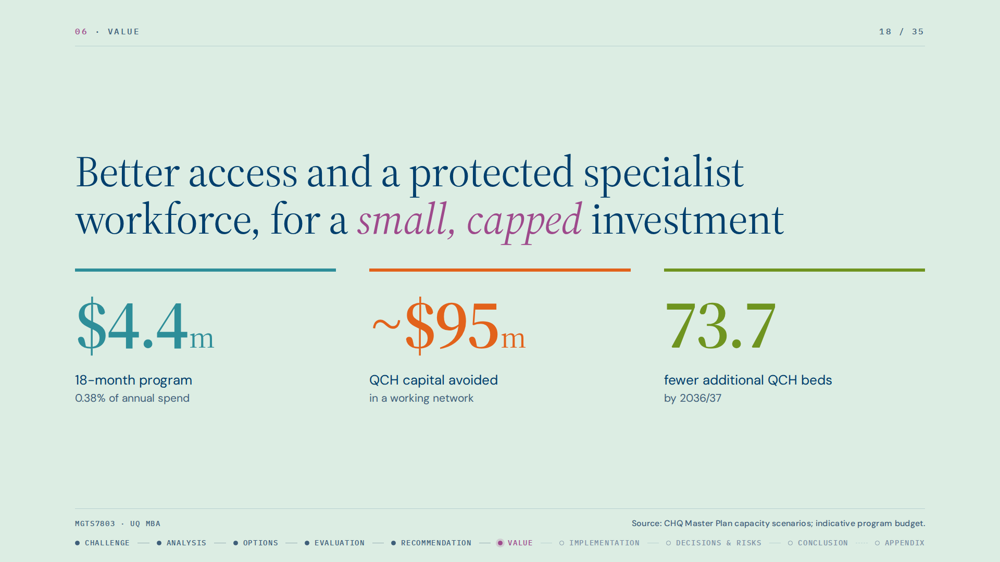 06 · VALUE
18 / 35
Better access and a protected specialist
workforce, for a small, capped investment
$4.4m
18-month program
0.38% of annual spend
~$95m
QCH capital avoided
in a working network
73.7
fewer additional QCH beds
by 2036/37
MGTS7803 · UQ MBA
Source: CHQ Master Plan capacity scenarios; indicative program budget.
CHALLENGE ANALYSIS OPTIONS EVALUATION RECOMMENDATION VALUE IMPLEMENTATION DECISIONS & RISKS CONCLUSION APPENDIX